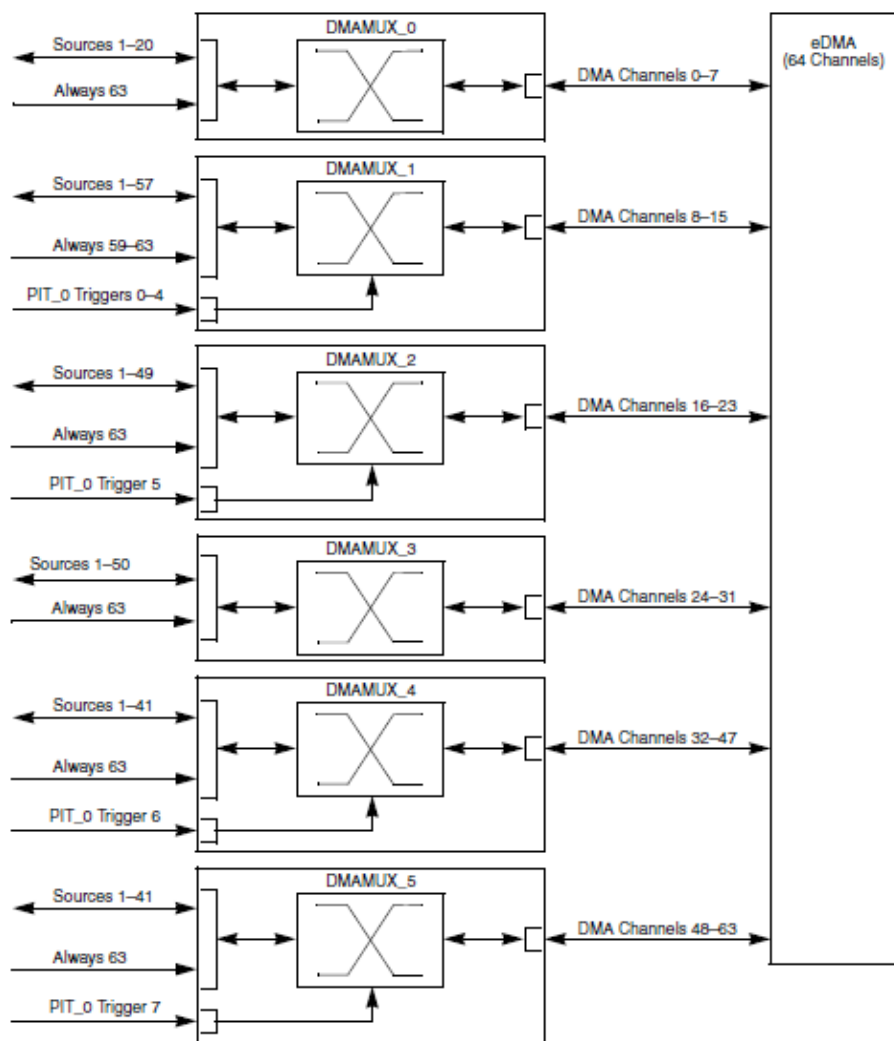 DMAMUX_0
Sources 1–20
Always 63
DMA Channels 0–7
eDMA
(64 Channels)
DMAMUX_1
Sources 1–57
Always 59–63
PIT_0 Triggers 0–4
DMA Channels 8–15
DMAMUX_2
Sources 1–49
Always 63
PIT_0 Trigger 5
DMA Channels 16–23
DMAMUX_3
Sources 1–50
Always 63
DMA Channels 24–31
DMAMUX_4
Sources 1–41
Always 63
PIT_0 Trigger 6
DMA Channels 32–47
DMAMUX_5
Sources 1–41
Always 63
PIT_0 Trigger 7
DMA Channels 48–63